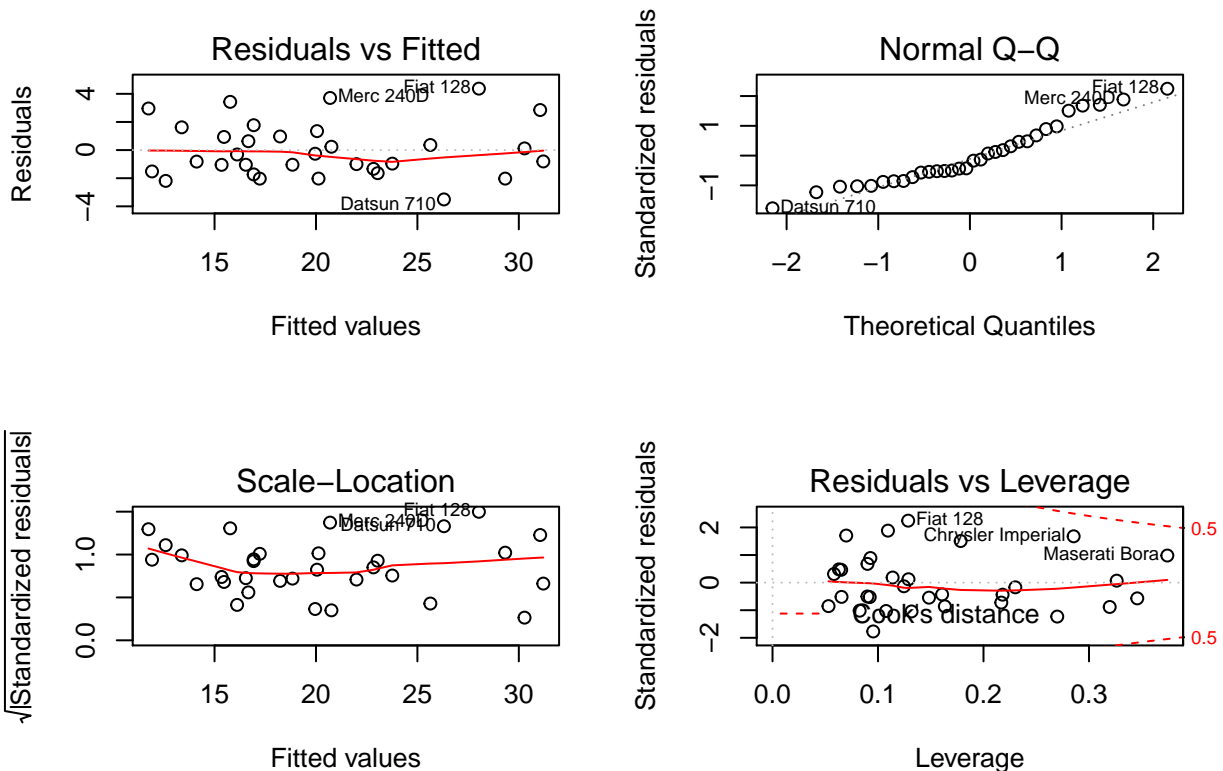 Residuals vs Fitted
Residuals
4
0
−4
Fiat 128
Merc 240D
Datsun 710
15 20 25 30
Fitted values
Normal Q−Q
Standardized residuals
1
−1
Fiat 128
Merc 240D
Datsun 710
−2 −1 0 1 2
Theoretical Quantiles
Scale−Location
√|Standardized residuals|
1.0
0.0
Fiat 128
Merc 240D
Datsun 710
15 20 25 30
Fitted values
Residuals vs Leverage
Standardized residuals
2
0
−2
Fiat 128
Chrysler Imperial
Maserati Bora
Cook's distance
0.5
0.5
0.0 0.1 0.2 0.3
Leverage